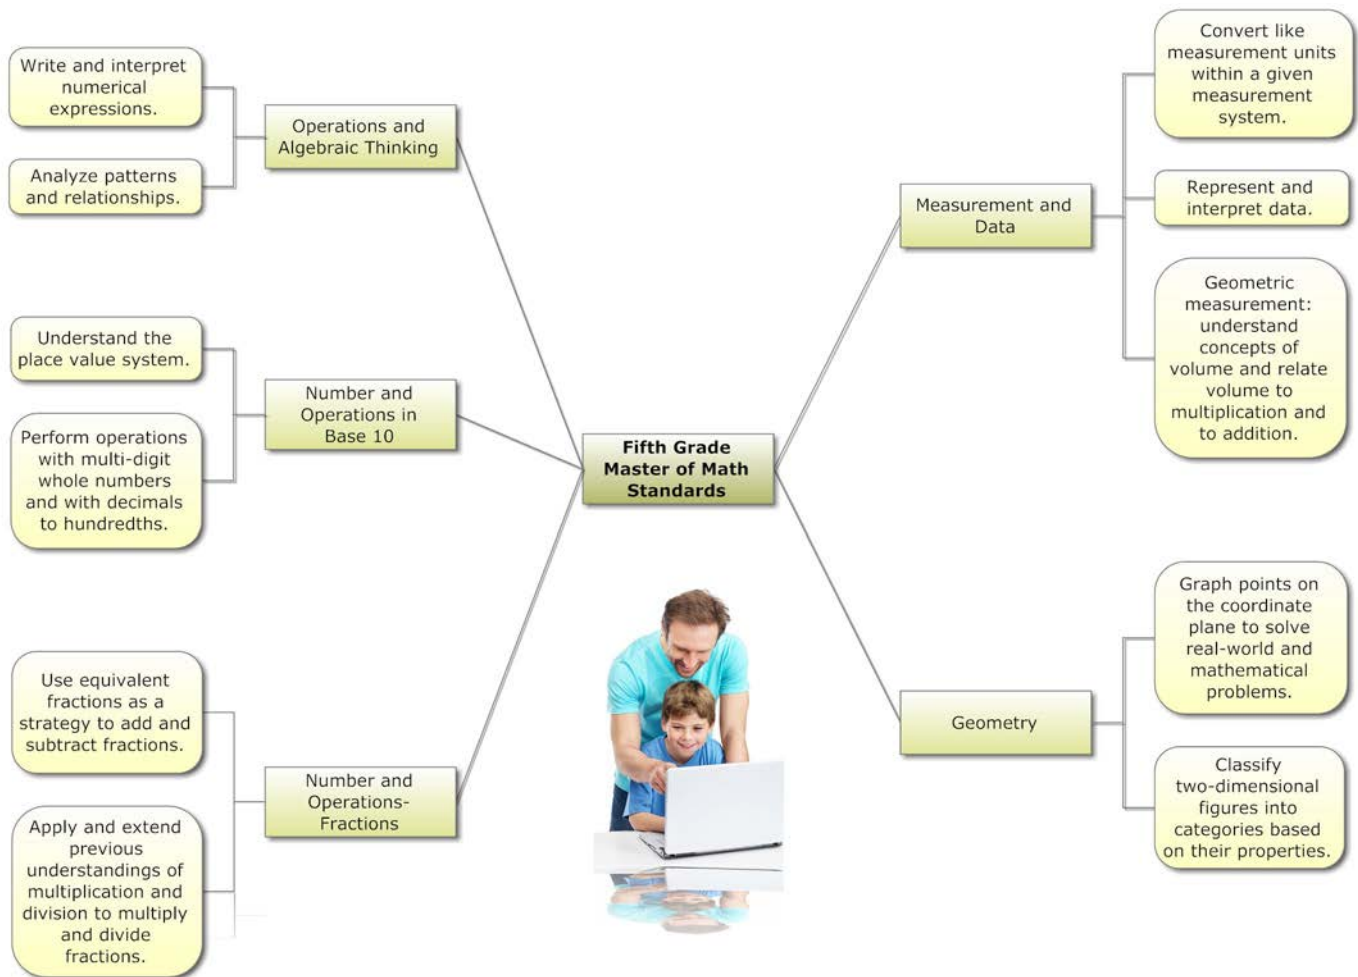 Write and interpret
numerical
expressions.
Analyze patterns
and relationships.
Operations and
Algebraic Thinking
Understand the
place value system.
Perform operations
with multi-digit
whole numbers
and with decimals
to hundredths.
Number and
Operations in
Base 10
Use equivalent
fractions as a
strategy to add and
subtract fractions.
Apply and extend
previous
understandings of
multiplication and
division to multiply
and divide
fractions.
Number and
Operations-
Fractions
Fifth Grade
Master of Math
Standards
Measurement and
Data
Convert like
measurement units
within a given
measurement
system.
Represent and
interpret data.
Geometric
measurement:
understand
concepts of
volume and relate
volume to
multiplication and
to addition.
Geometry
Graph points on
the coordinate
plane to solve
real-world and
mathematical
problems.
Classify
two-dimensional
figures into
categories based
on their properties.